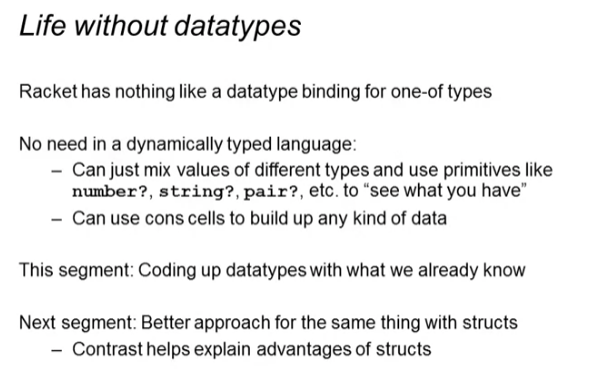 Life without datatypes
Racket has nothing like a datatype binding for one-of types
No need in a dynamically typed language:
– Can just mix values of different types and use primitives like
number?, string?, pair?, etc. to “see what you have”
– Can use cons cells to build up any kind of data
This segment: Coding up datatypes with what we already know
Next segment: Better approach for the same thing with structs
– Contrast helps explain advantages of structs